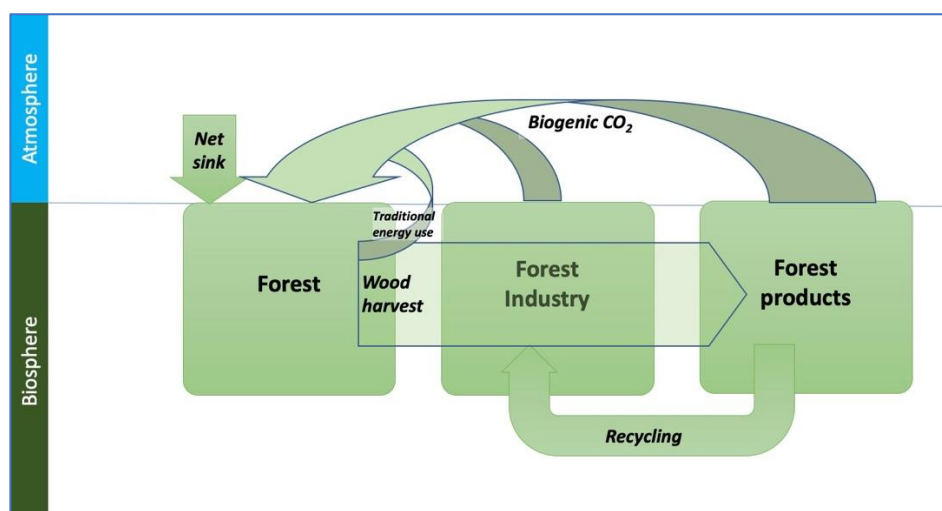 Atmosphere
Biosphere
Net
sink
Biogenic CO₂
Traditional
energy use
Forest
Wood
harvest
Forest
Industry
Forest
products
Recycling